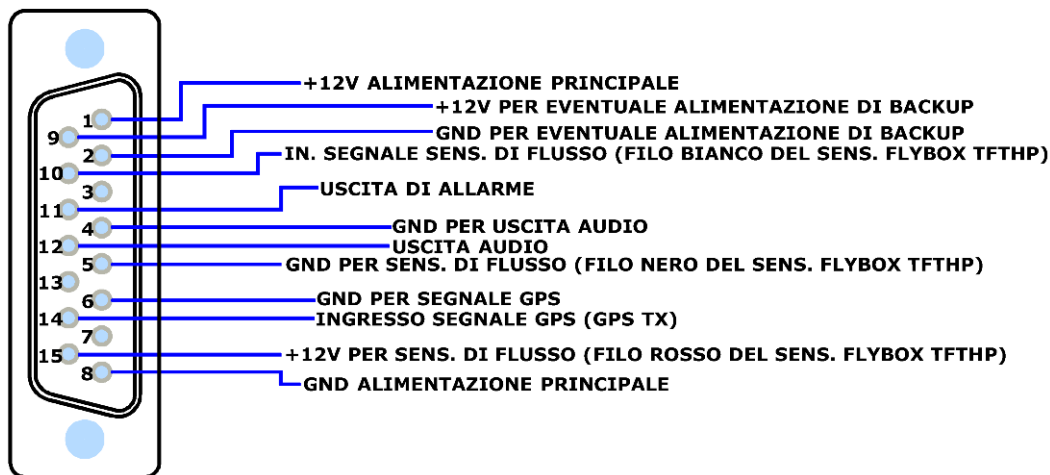 1 +12V ALIMENTAZIONE PRINCIPALE
9 +12V PER EVENTUALE ALIMENTAZIONE DI BACKUP
2 GND PER EVENTUALE ALIMENTAZIONE DI BACKUP
10 IN. SEGNALE SENS. DI FLUSSO (FILO BIANCO DEL SENS. FLYBOX TFTHP)
3
11 USCITA DI ALLARME
4 GND PER USCITA AUDIO
12 USCITA AUDIO
5 GND PER SENS. DI FLUSSO (FILO NERO DEL SENS. FLYBOX TFTHP)
13
6 GND PER SEGNALE GPS
14 INGRESSO SEGNALE GPS (GPS TX)
7
15 +12V PER SENS. DI FLUSSO (FILO ROSSO DEL SENS. FLYBOX TFTHP)
8 GND ALIMENTAZIONE PRINCIPALE